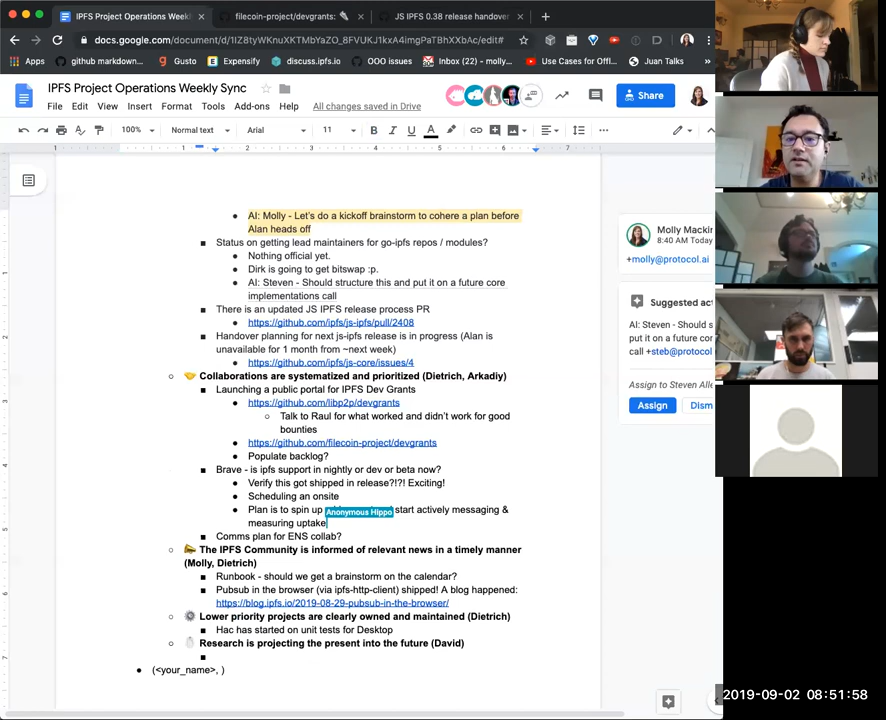 IPFS Project Operations Weekly
filecoin-project/devgrants:
JS IPFS 0.38 release handover
docs.google.com/document/d/1IZ8tyWKnuXKTMbYaZO_8FVUKJ1kxA4imgPaTBhXXbAc/edit#
Apps
github markdown...
Gusto
Expensify
discuss.ipfs.io
OOO issues
Inbox (22) - molly...
Use Cases for Offl...
Juan Talks
IPFS Project Operations Weekly Sync
File Edit View Insert Format Tools Add-ons Help
All changes saved in Drive
Share
100% Normal text Arial 11 B I U A
1 1 2 3 4 5 6 7
AI: Molly - Let's do a kickoff brainstorm to cohere a plan before
Alan heads off
Status on getting lead maintainers for go-ipfs repos / modules?
Nothing official yet.
Dirk is going to get bitswap :p.
AI: Steven - Should structure this and put it on a future core
implementations call
There is an updated JS IPFS release process PR
https://github.com/ipfs/js-ipfs/pull/2408
Handover planning for next js-ipfs release is in progress (Alan is
unavailable for 1 month from ~next week)
https://github.com/ipfs/js-core/issues/4
Collaborations are systematized and prioritized (Dietrich, Arkadiy)
Launching a public portal for IPFS Dev Grants
https://github.com/libp2p/devgrants
Talk to Raul for what worked and didn't work for good
bounties
https://github.com/filecoin-project/devgrants
Populate backlog?
Brave - is ipfs support in nightly or dev or beta now?
Verify this got shipped in release?!?! Exciting!
Scheduling an onsite
Plan is to spin up Anonymous Hippo start actively messaging &
measuring uptake
Comms plan for ENS collab?
The IPFS Community is informed of relevant news in a timely manner
(Molly, Dietrich)
Runbook - should we get a brainstorm on the calendar?
Pubsub in the browser (via ipfs-http-client) shipped! A blog happened:
https://blog.ipfs.io/2019-08-29-pubsub-in-the-browser/
Lower priority projects are clearly owned and maintained (Dietrich)
Hac has started on unit tests for Desktop
Research is projecting the present into the future (David)
(<your_name>, )
Molly Mackin
8:40 AM Today
+molly@protocol.ai
Suggested act
AI: Steven - Should s
put it on a future cor
call +steb@protocol
Assign to Steven Alle
Assign
Dism
2019-09-02 08:51:58